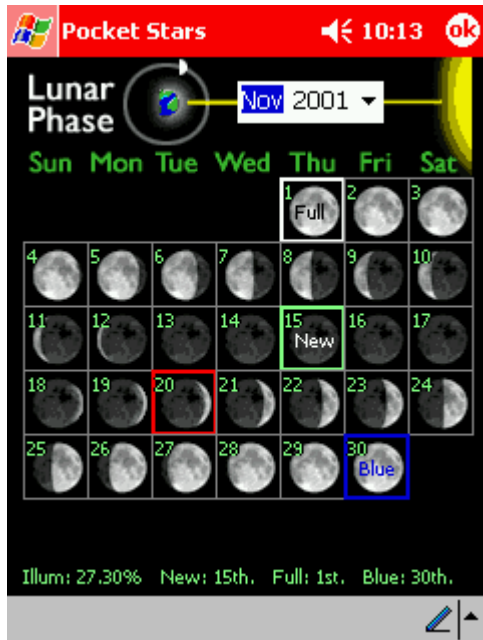 Pocket Stars 10:13 ok
Lunar Phase
Nov 2001
Sun Mon Tue Wed Thu Fri Sat
1 Full 2 3
4 5 6 7 8 9 10
11 12 13 14 15 New 16 17
18 19 20 21 22 23 24
25 26 27 28 29 30 Blue
Illum: 27.30% New: 15th. Full: 1st. Blue: 30th.